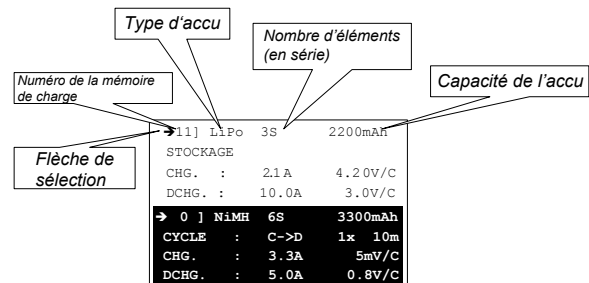 Type d'accu
Nombre d'éléments
(en série)
Numéro de la mémoire
de charge
Capacité de l'accu
Flèche de
sélection
➔11] LiPo 3S 2200mAh
STOCKAGE
CHG. : 2.1A 4.20V/C
DCHG. : 10.0A 3.0V/C
➔ 0 ] NiMH 6S 3300mAh
CYCLE : C->D 1x 10m
CHG. : 3.3A 5mV/C
DCHG. : 5.0A 0.8V/C